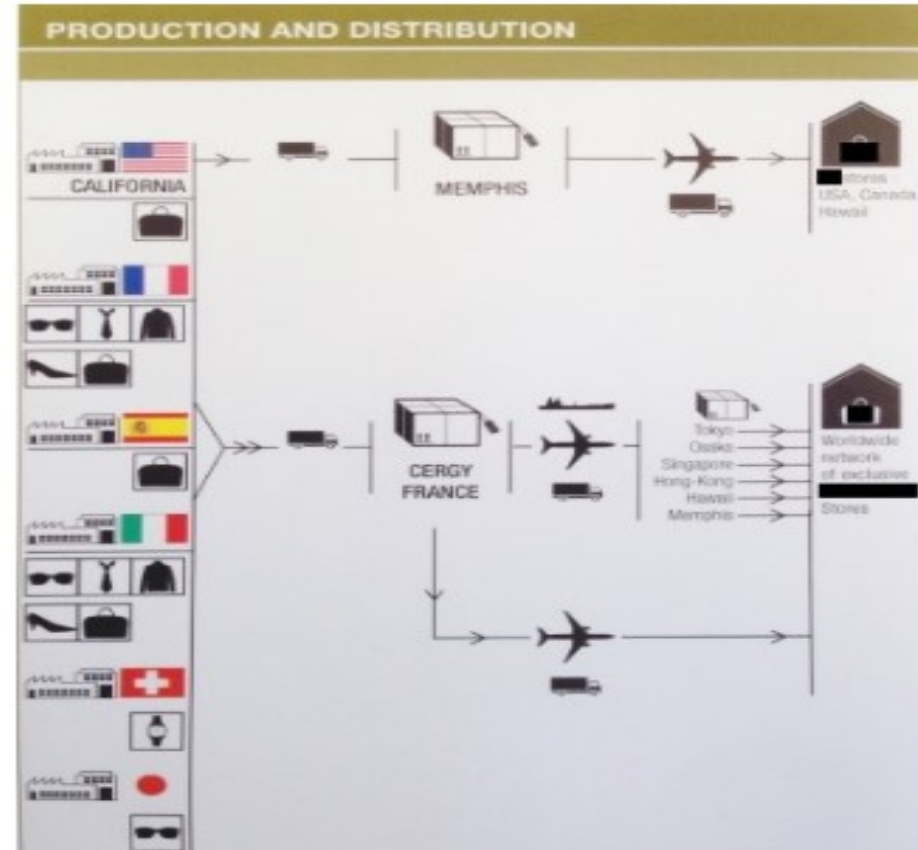 PRODUCTION AND DISTRIBUTION
CALIFORNIA
MEMPHIS
stores
USA, Canada,
Hawaii
CERGY
FRANCE
Tokyo
Osaka
Singapore
Hong-Kong
Hawaii
Memphis
Worldwide
network
of exclusive
Stores